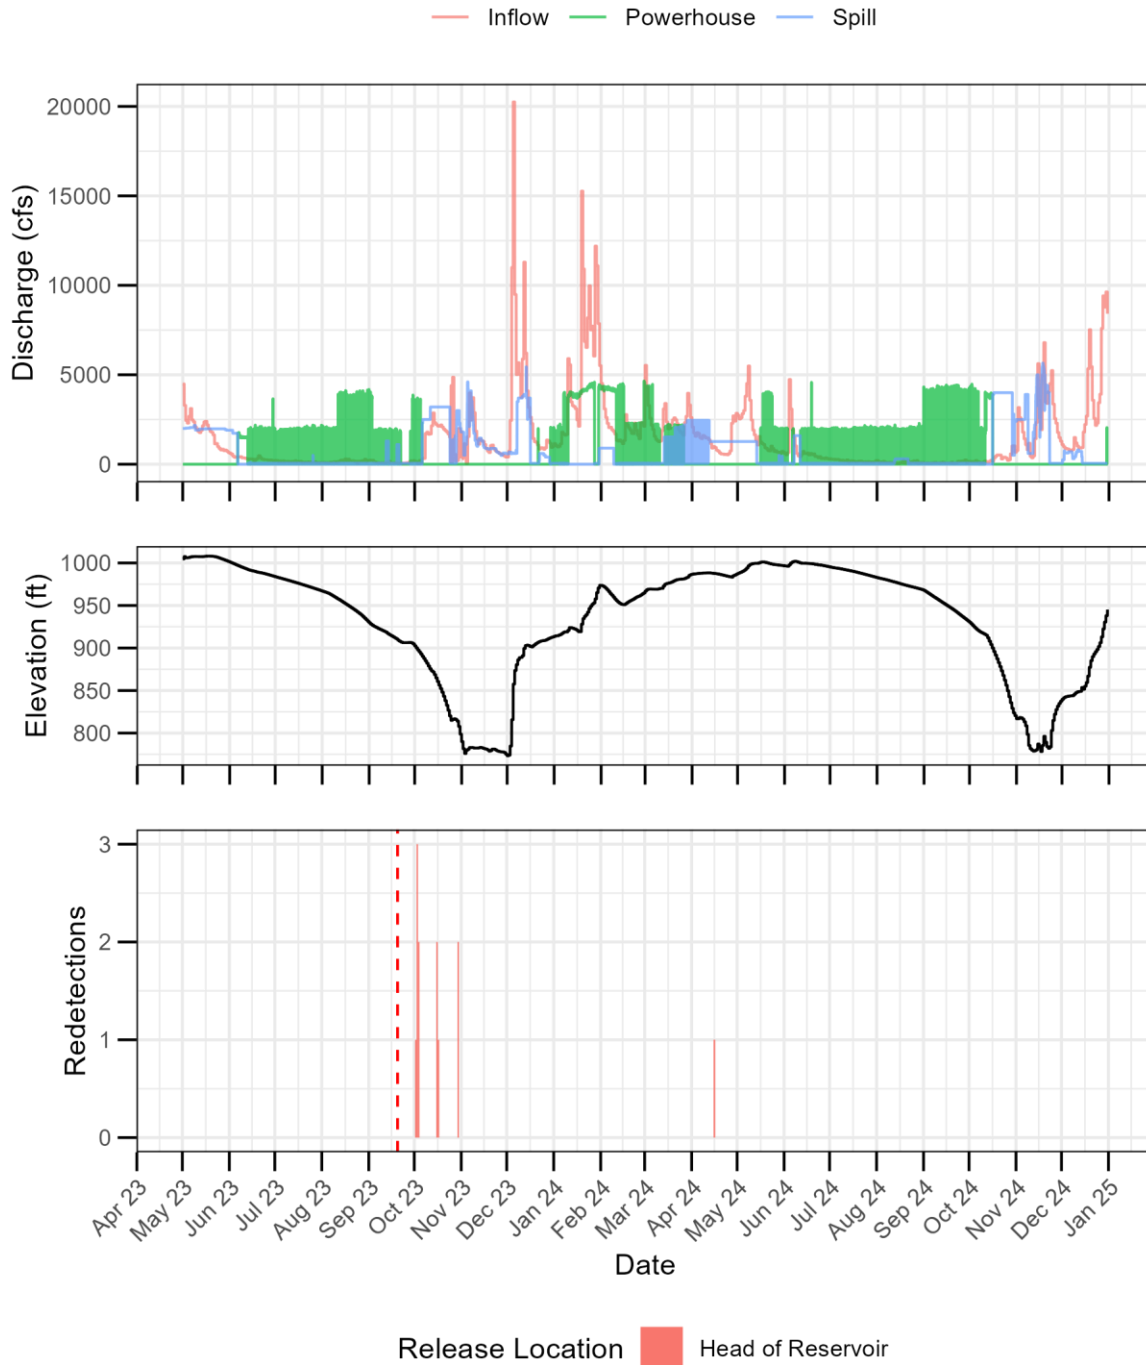 Inflow Powerhouse Spill
Discharge (cfs)
20000
15000
10000
5000
0
Elevation (ft)
1000
950
900
850
800
Redetections
3
2
1
0
Apr 23 May 23 Jun 23 Jul 23 Aug 23 Sep 23 Oct 23 Nov 23 Dec 23 Jan 24 Feb 24 Mar 24 Apr 24 May 24 Jun 24 Jul 24 Aug 24 Sep 24 Oct 24 Nov 24 Dec 24 Jan 25
Date
Release Location Head of Reservoir